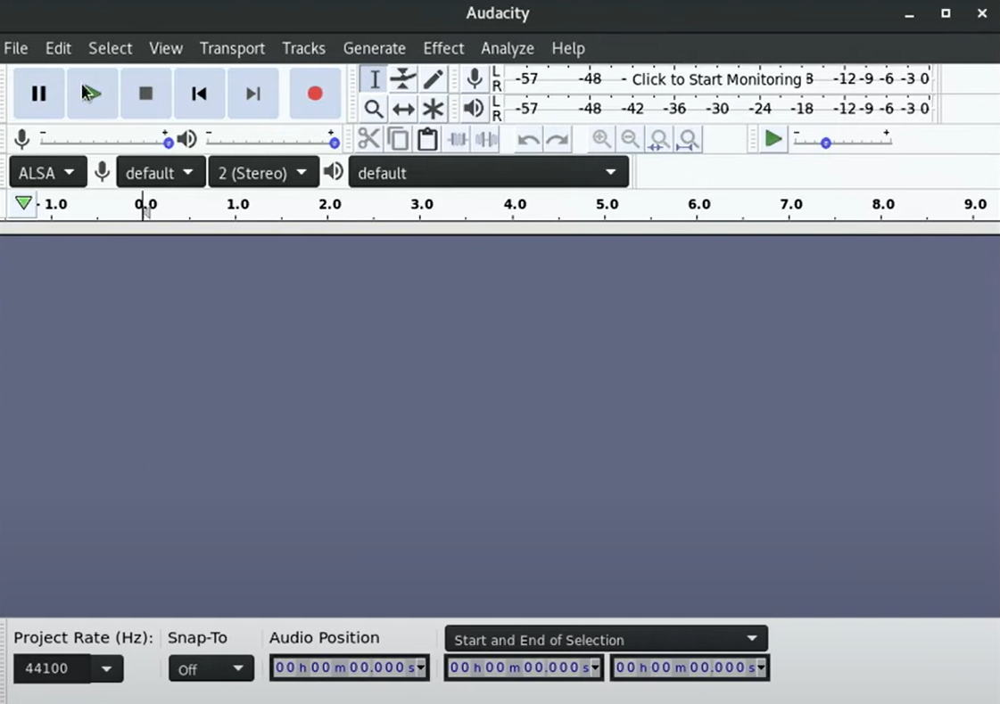 Audacity
File Edit Select View Transport Tracks Generate Effect Analyze Help
L R -57 -48 - Click to Start Monitoring 8 -12 -9 -6 -3 0
L R -57 -48 -42 -36 -30 -24 -18 -12 -9 -6 -3 0
- + - + - +
ALSA default 2 (Stereo) default
- 1.0 0.0 1.0 2.0 3.0 4.0 5.0 6.0 7.0 8.0 9.0
Project Rate (Hz): Snap-To Audio Position Start and End of Selection
44100 Off 00 h 00 m 00.000 s 00 h 00 m 00.000 s 00 h 00 m 00.000 s